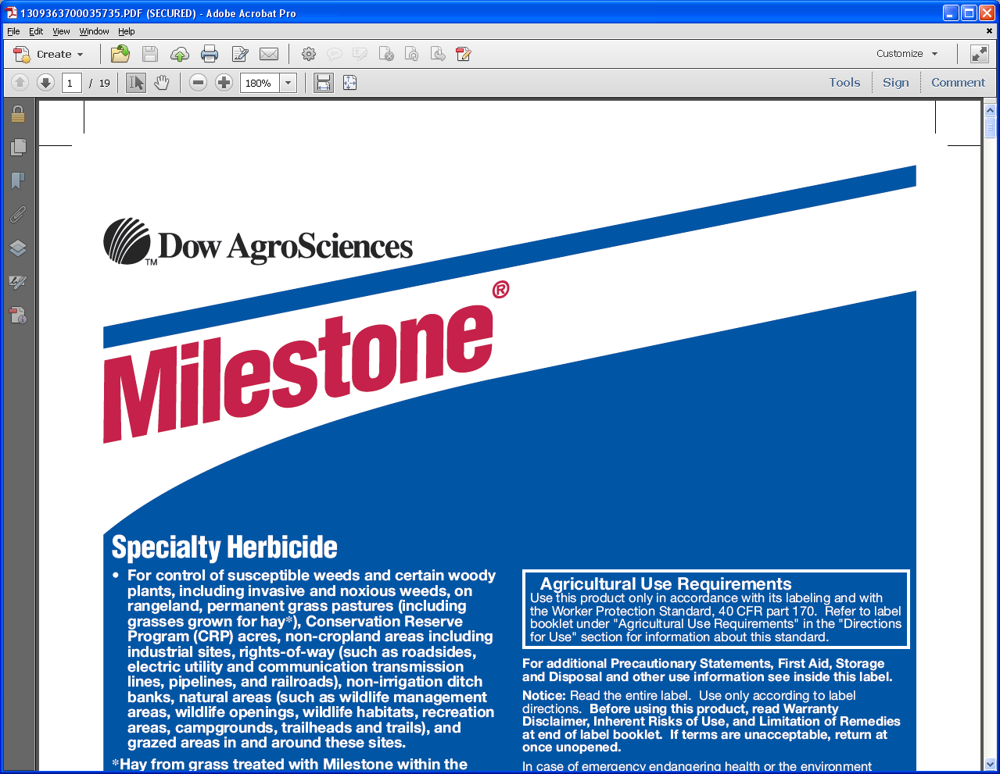 1309363700035735.PDF (SECURED) - Adobe Acrobat Pro
File Edit View Window Help
Create
Customize
1 / 19
180%
Tools
Sign
Comment
Dow AgroSciences
TM
Milestone®
Specialty Herbicide
• For control of susceptible weeds and certain woody
plants, including invasive and noxious weeds, on
rangeland, permanent grass pastures (including
grasses grown for hay*), Conservation Reserve
Program (CRP) acres, non-cropland areas including
industrial sites, rights-of-way (such as roadsides,
electric utility and communication transmission
lines, pipelines, and railroads), non-irrigation ditch
banks, natural areas (such as wildlife management
areas, wildlife openings, wildlife habitats, recreation
areas, campgrounds, trailheads and trails), and
grazed areas in and around these sites.
*Hay from grass treated with Milestone within the
Agricultural Use Requirements
Use this product only in accordance with its labeling and with
the Worker Protection Standard, 40 CFR part 170. Refer to label
booklet under "Agricultural Use Requirements" in the "Directions
for Use" section for information about this standard.
For additional Precautionary Statements, First Aid, Storage
and Disposal and other use information see inside this label.
Notice: Read the entire label. Use only according to label
directions. Before using this product, read Warranty
Disclaimer, Inherent Risks of Use, and Limitation of Remedies
at end of label booklet. If terms are unacceptable, return at
once unopened.
In case of emergency endangering health or the environment